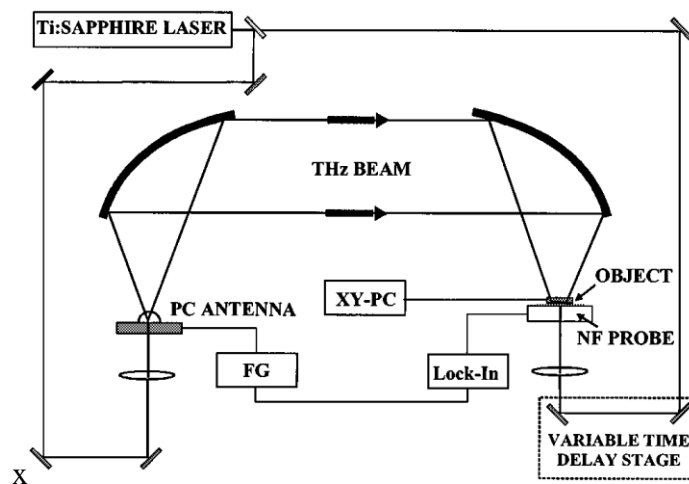 Ti:SAPPHIRE LASER
THz BEAM
OBJECT
XY-PC
PC ANTENNA
NF PROBE
FG
Lock-In
VARIABLE TIME
DELAY STAGE
X